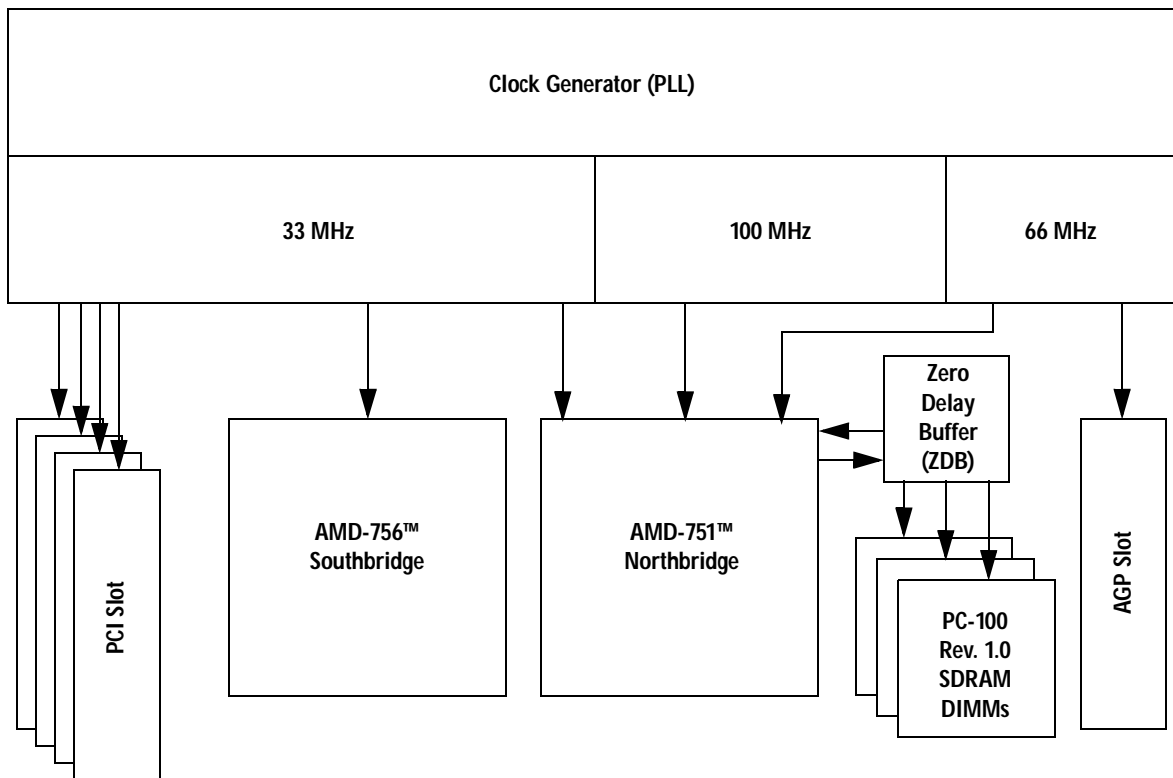 Clock Generator (PLL)
33 MHz
100 MHz
66 MHz
Zero
Delay
Buffer
(ZDB)
PCI Slot
AMD-756™
Southbridge
AMD-751™
Northbridge
PC-100
Rev. 1.0
SDRAM
DIMMs
AGP Slot